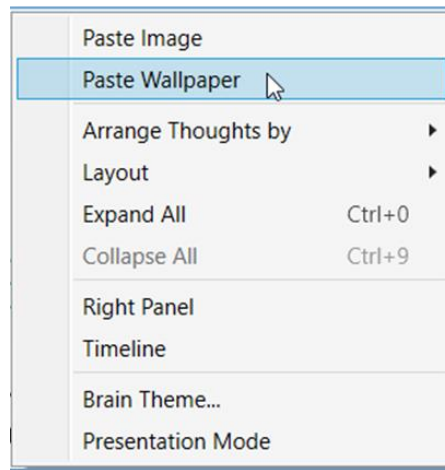 Paste Image
Paste Wallpaper
Arrange Thoughts by
Layout
Expand All Ctrl+0
Collapse All Ctrl+9
Right Panel
Timeline
Brain Theme...
Presentation Mode